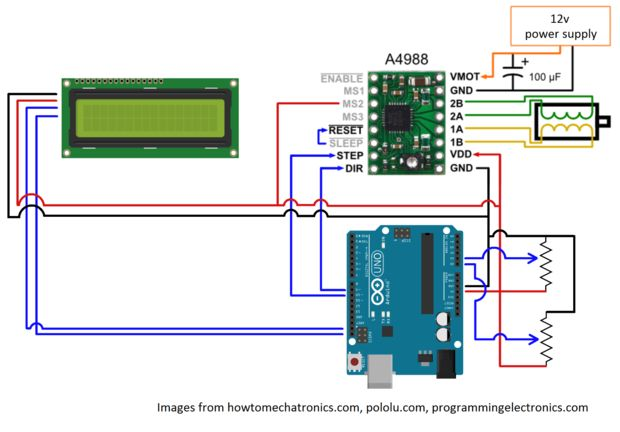 12v
power supply
A4988
ENABLE
VMOT
+
MS1
GND
100 µF
MS2
2B
MS3
2A
RESET
1A
SLEEP
1B
STEP
VDD
DIR
GND
UNO
Images from howtomechatronics.com, pololu.com, programmingelectronics.com